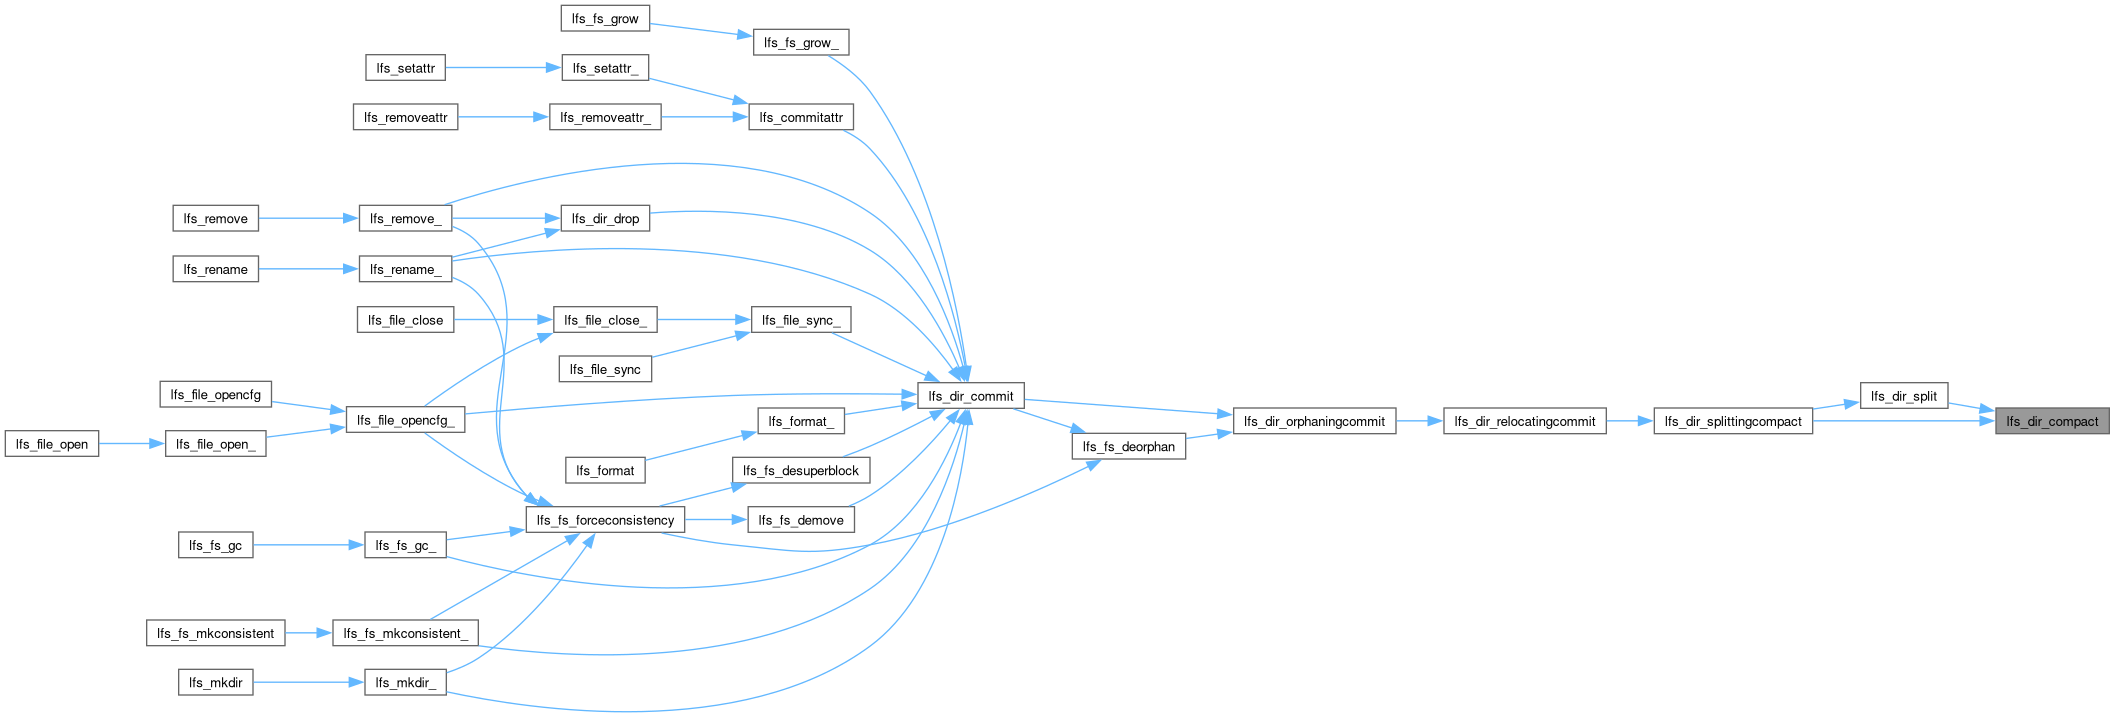 lfs_fs_grow
lfs_fs_grow_
lfs_setattr
lfs_setattr_
lfs_removeattr
lfs_removeattr_
lfs_commitattr
lfs_remove
lfs_remove_
lfs_dir_drop
lfs_rename
lfs_rename_
lfs_file_close
lfs_file_close_
lfs_file_sync_
lfs_file_sync
lfs_file_opencfg
lfs_dir_commit
lfs_dir_split
lfs_file_opencfg_
lfs_format_
lfs_dir_orphaningcommit
lfs_dir_relocatingcommit
lfs_dir_splittingcompact
lfs_dir_compact
lfs_file_open
lfs_file_open_
lfs_fs_deorphan
lfs_format
lfs_fs_desuperblock
lfs_fs_forceconsistency
lfs_fs_demove
lfs_fs_gc
lfs_fs_gc_
lfs_fs_mkconsistent
lfs_fs_mkconsistent_
lfs_mkdir
lfs_mkdir_